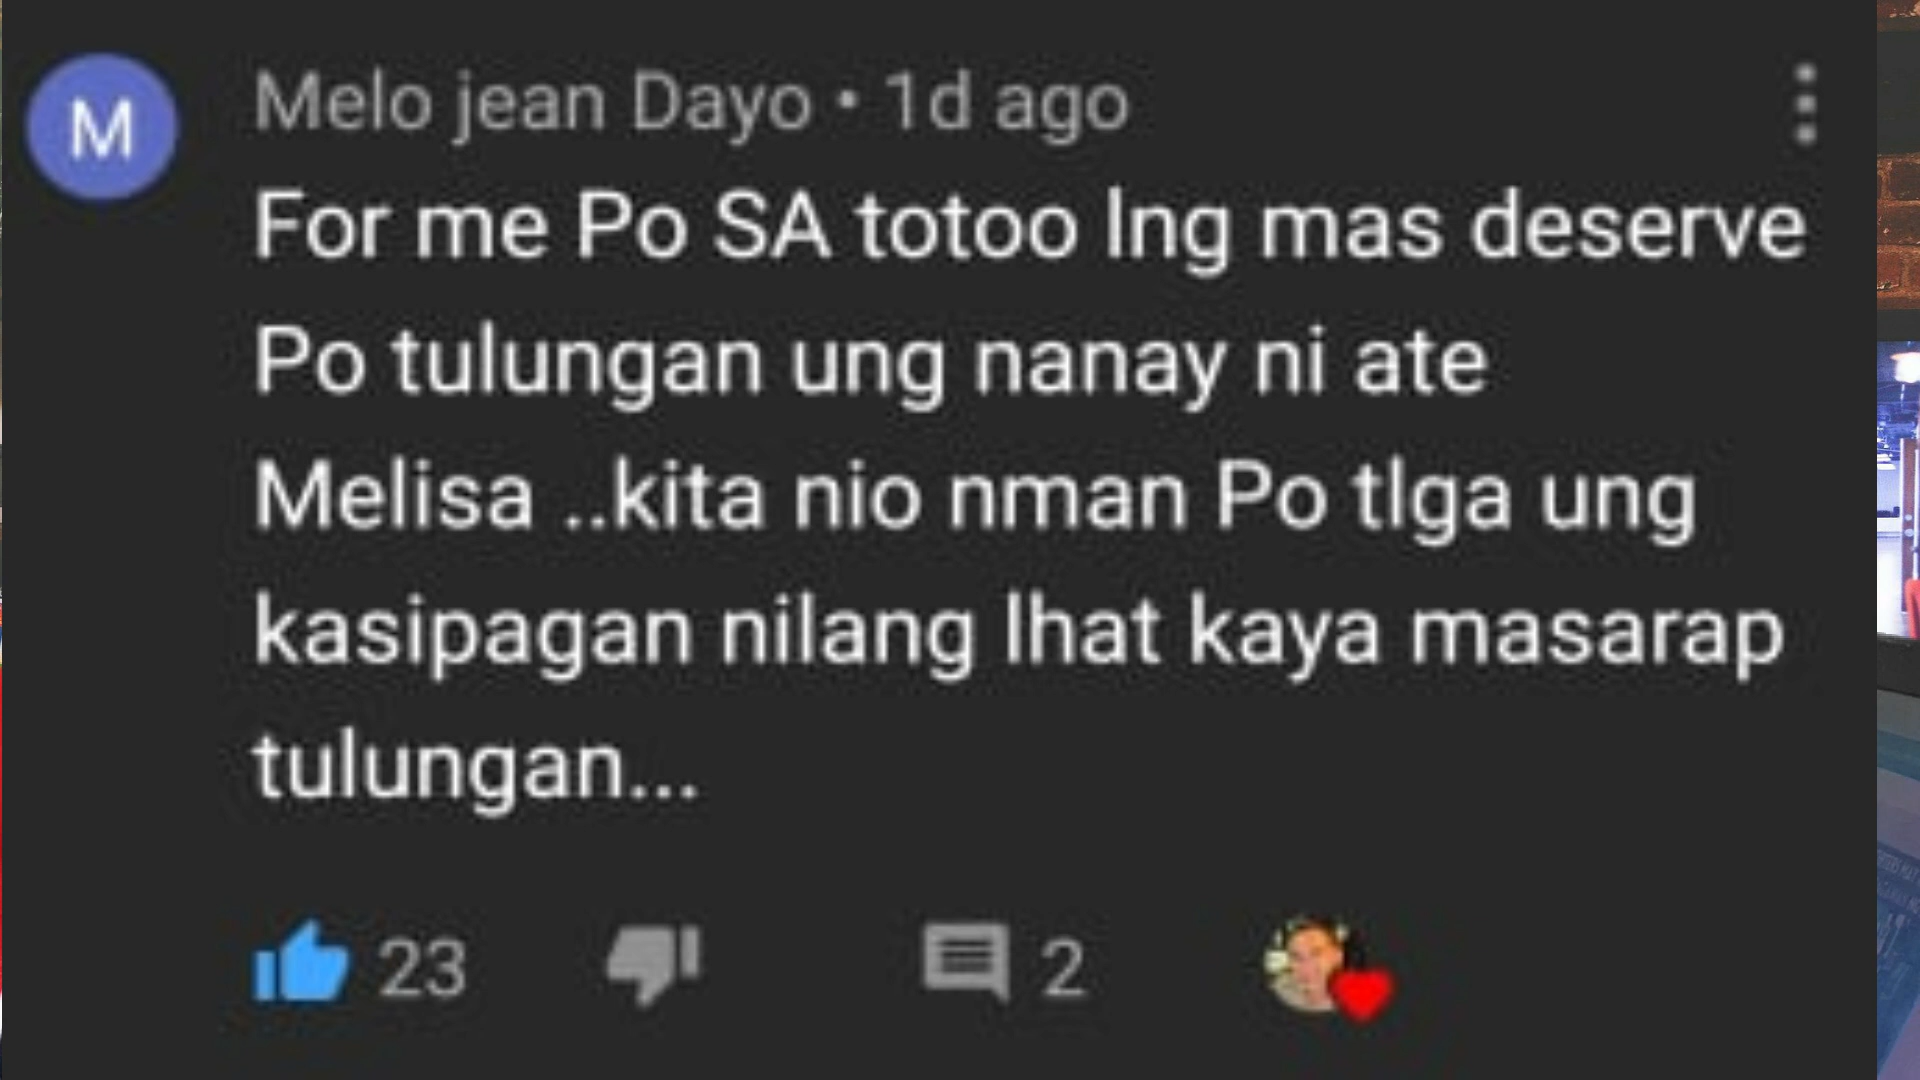 M
Melo jean Dayo • 1d ago
For me Po SA totoo lng mas deserve
Po tulungan ung nanay ni ate
Melisa ..kita nio nman Po tlga ung
kasipagan nilang lhat kaya masarap
tulungan...
23
2